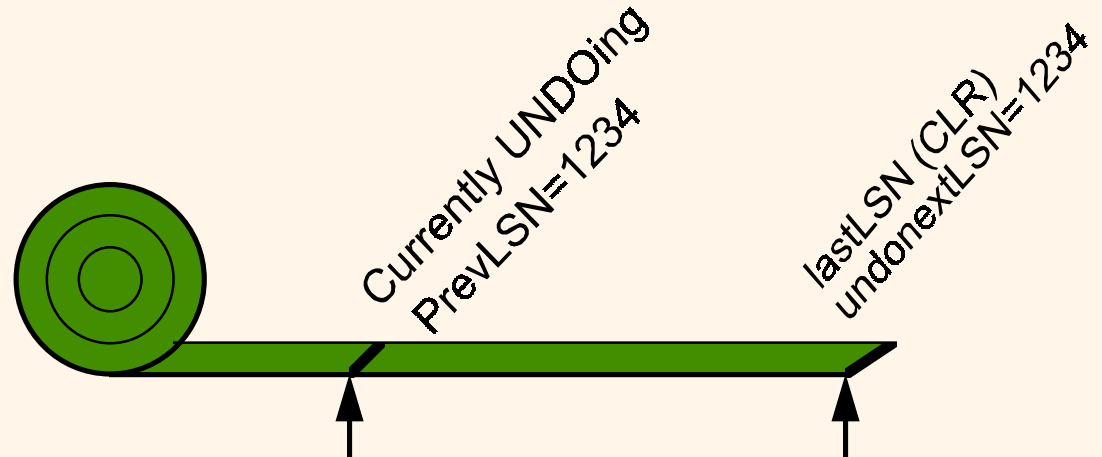 Currently UNDOing
PrevLSN=1234
lastLSN (CLR)
undonextLSN=1234